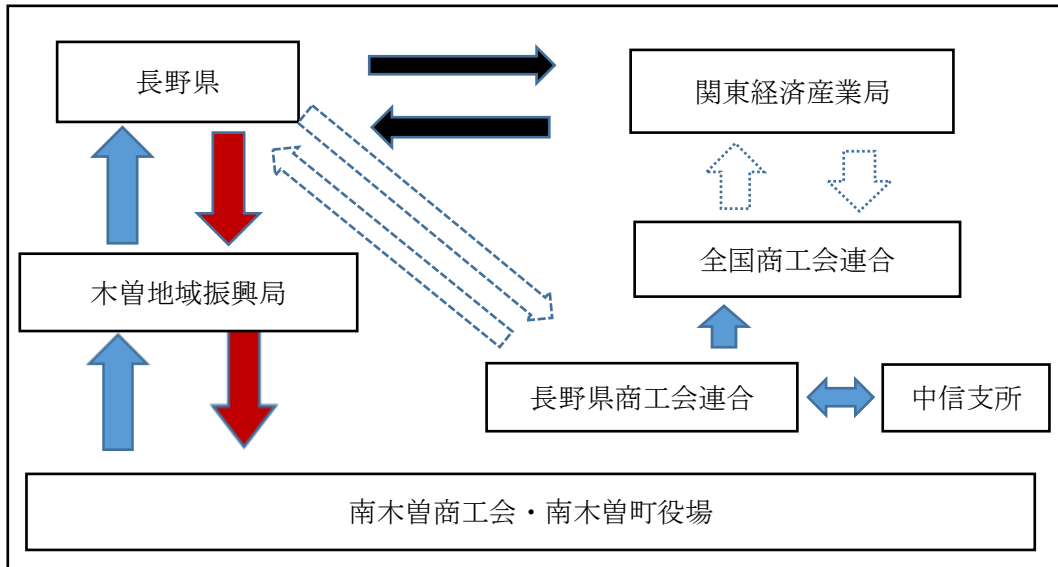 長野県
関東経済産業局
木曽地域振興局
全国商工会連合
長野県商工会連合
中信支所
南木曽商工会・南木曽町役場